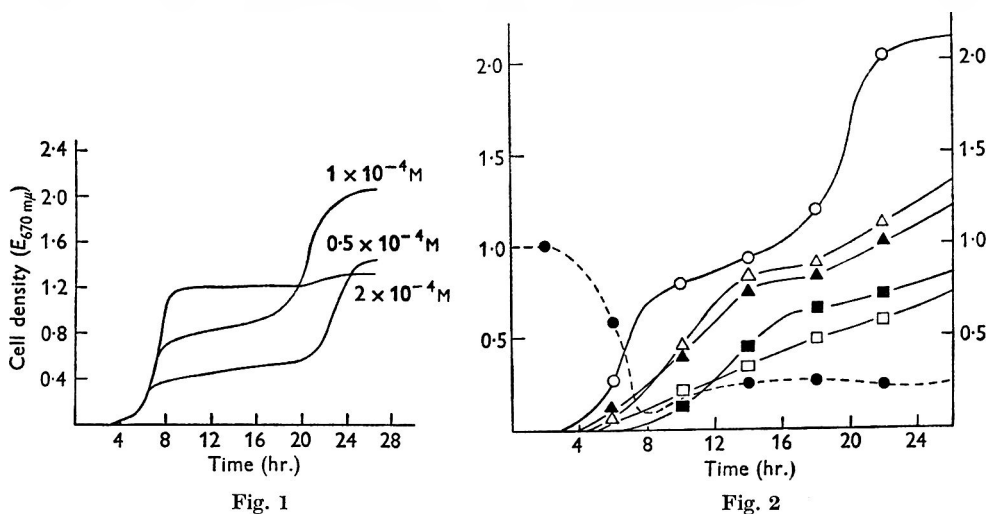 2·4
2·0
1·6
1·2
0·8
0·4
Cell density (E670 mμ)
1 × 10−4 M
0·5 × 10−4 M
2 × 10−4 M
4 8 12 16 20 24 28
Time (hr.)
Fig. 1
2·0
1·5
1·0
0·5
2·0
1·5
1·0
0·5
4 8 12 16 20 24
Time (hr.)
Fig. 2